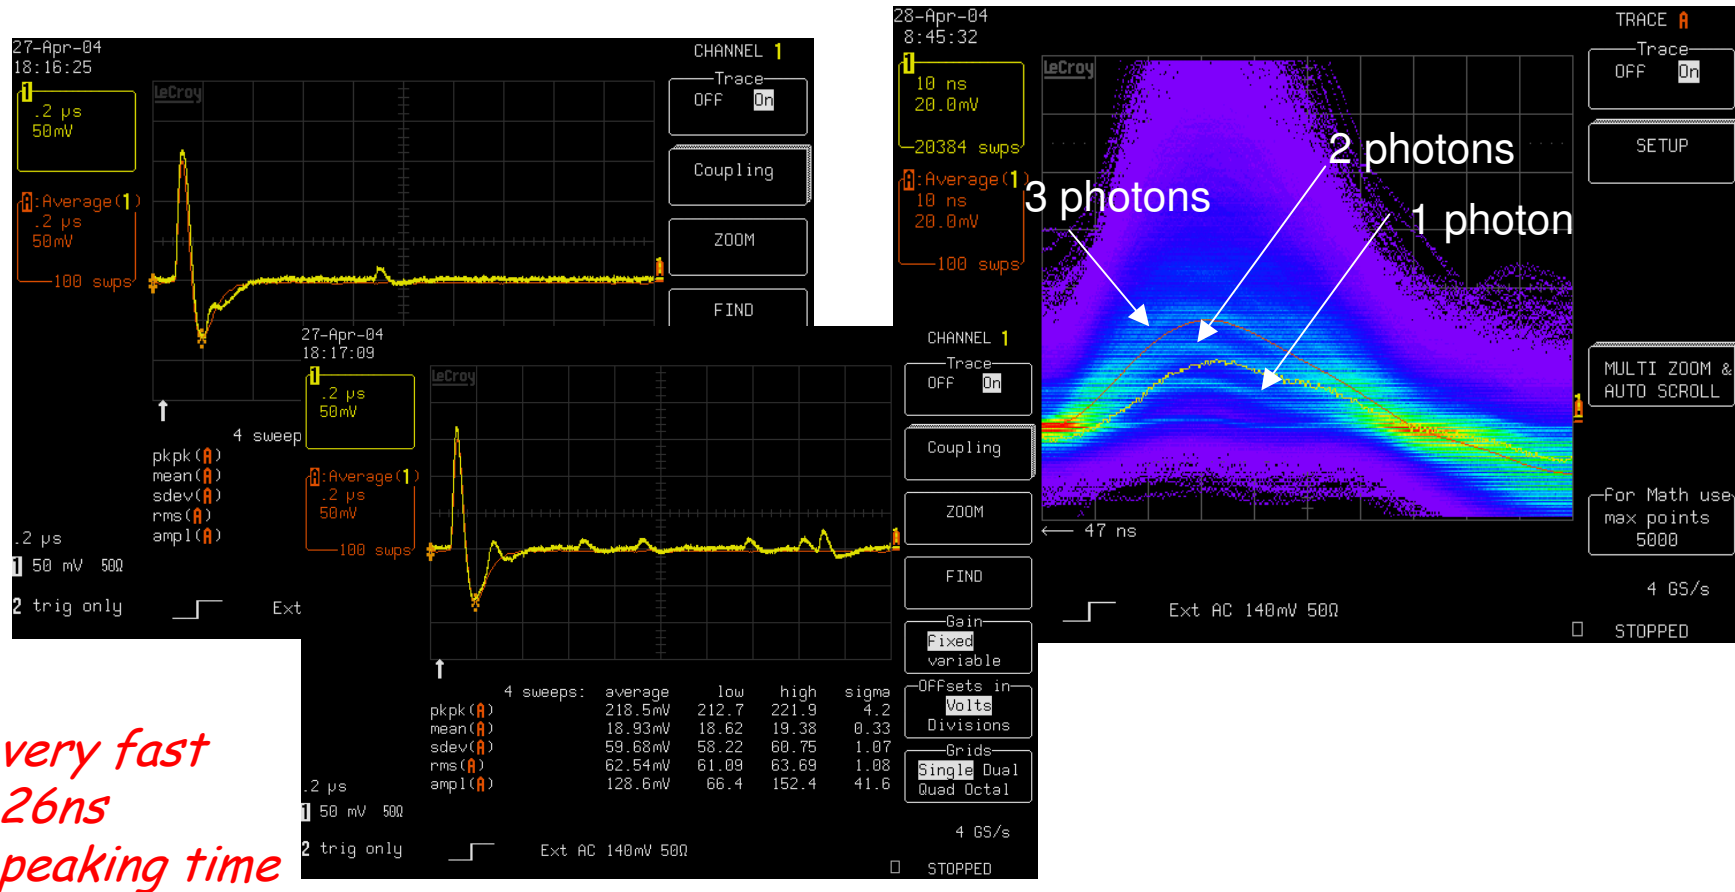 27-Apr-04
18:16:25
CHANNEL 1
Trace
OFF On
1
.2 µs
50mV
LeCroy
Coupling
A:Average(1)
.2 µs
50mV
100 swps
ZOOM
1
A
FIND
4 sweep
pkpk(A)
mean(A)
sdev(A)
rms(A)
ampl(A)
.2 µs
1 50 mV 50Ω
2 trig only
Ext
27-Apr-04
18:17:09
CHANNEL 1
Trace
OFF On
1
.2 µs
50mV
LeCroy
Coupling
A:Average(1)
.2 µs
50mV
100 swps
ZOOM
1
A
FIND
Gain
Fixed
variable
4 sweeps: average low high sigma
pkpk(A) 218.5mV 212.7 221.9 4.2
mean(A) 18.93mV 18.62 19.38 0.33
sdev(A) 59.68mV 58.22 60.75 1.07
rms(A) 62.54mV 61.09 63.69 1.08
ampl(A) 128.6mV 66.4 152.4 41.6
OFFsets in
Volts
Divisions
Grids
Single Dual
Quad Octal
.2 µs
1 50 mV 50Ω
2 trig only
Ext AC 140mV 50Ω
4 GS/s
STOPPED
28-Apr-04
8:45:32
TRACE A
Trace
OFF On
1
10 ns
20.0mV
20384 swps
LeCroy
SETUP
A:Average(1)
10 ns
20.0mV
100 swps
2 photons
3 photons
1 photon
MULTI ZOOM &
AUTO SCROLL
1
A
For Math use
max points
5000
47 ns
4 GS/s
Ext AC 140mV 50Ω
STOPPED
very fast
26ns
peaking time